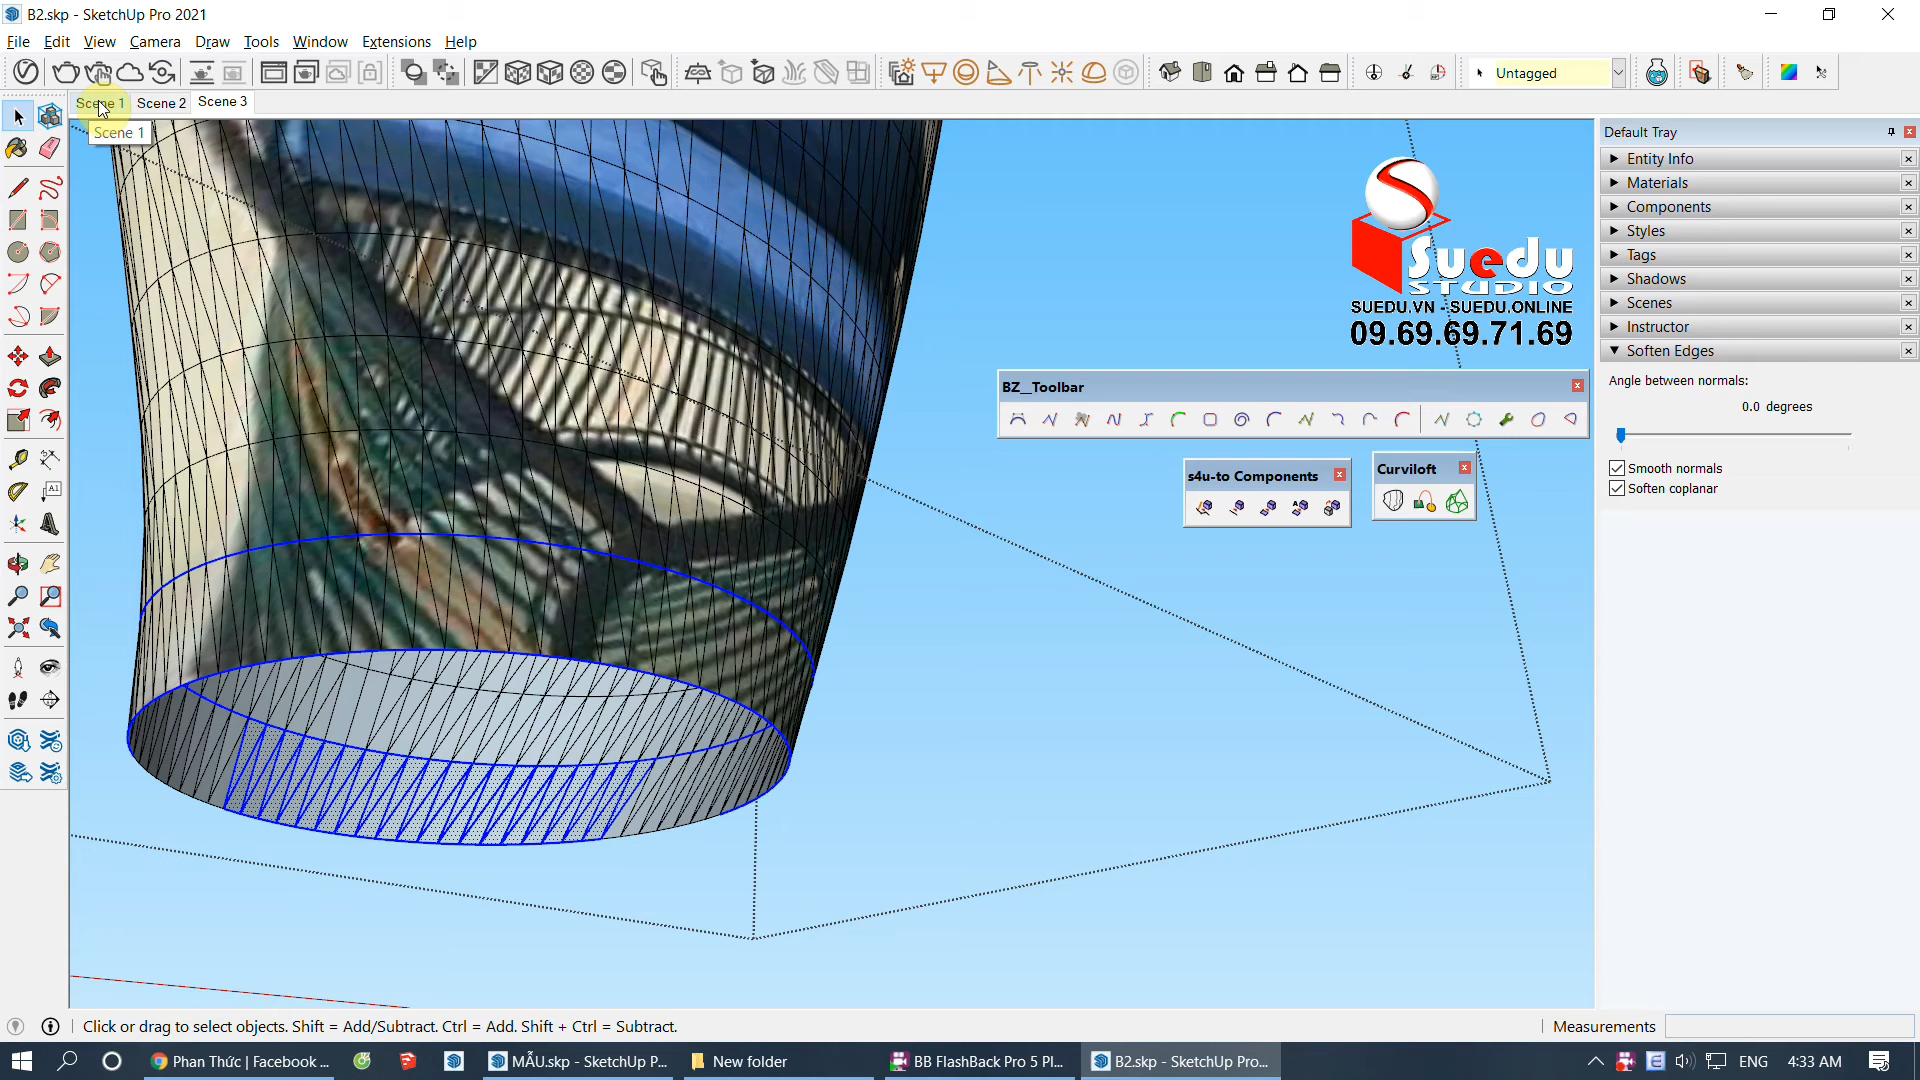 B2.skp - SketchUp Pro 2021
File Edit View Camera Draw Tools Window Extensions Help
Untagged
Scene 1 Scene 2 Scene 3
Scene 1
Default Tray
Entity Info
Materials
Components
Styles
Tags
Shadows
Scenes
Instructor
Soften Edges
Angle between normals:
0.0 degrees
Smooth normals
Soften coplanar
Suedu
STUDIO
SUEDU.VN - SUEDU.ONLINE
09.69.69.71.69
BZ__Toolbar
s4u-to Components
Curviloft
Click or drag to select objects. Shift = Add/Subtract. Ctrl = Add. Shift + Ctrl = Subtract.
Measurements
Phan Thức | Facebook ...
MẪU.skp - SketchUp P...
New folder
BB FlashBack Pro 5 Pl...
B2.skp - SketchUp Pro...
ENG
4:33 AM